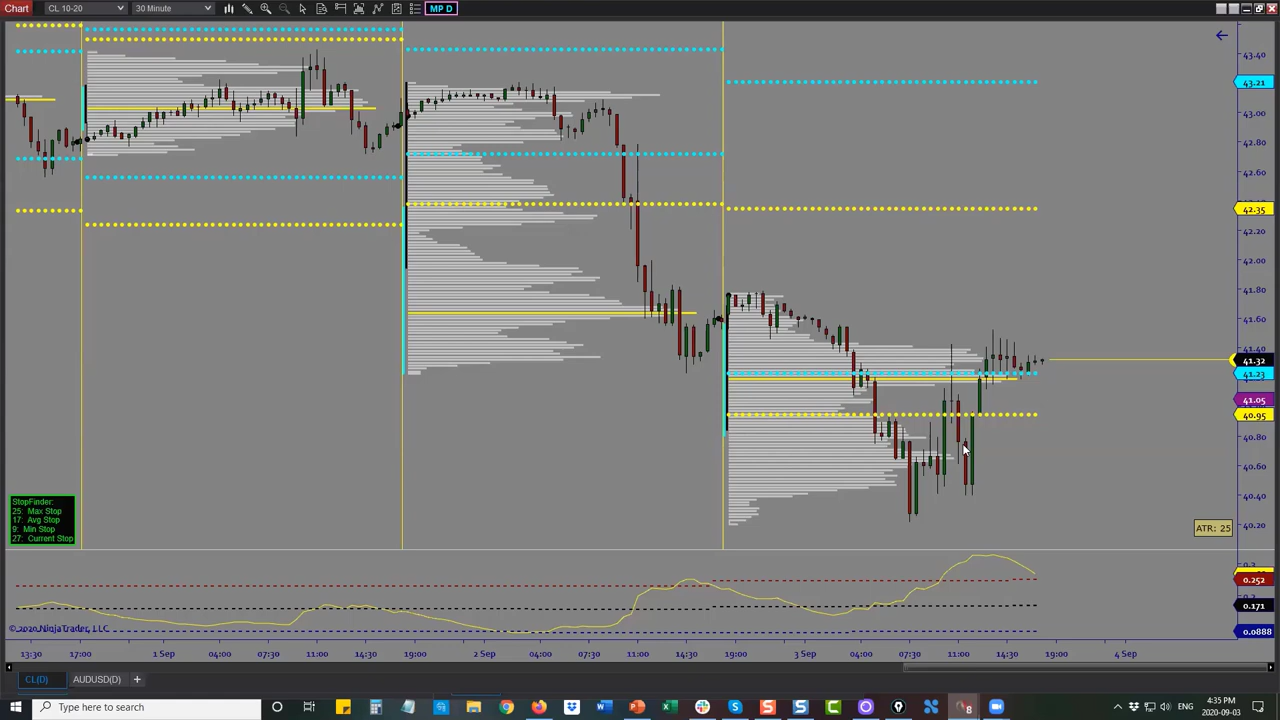 Chart
CL 10-20
30 Minute
MP D
43.40
43.21
43.00
42.80
42.60
42.35
42.20
42.00
41.80
41.60
41.40
41.32
41.23
41.05
40.95
40.80
40.60
40.40
40.20
StopFinder:
25: Max Stop
17: Avg Stop
9: Min Stop
27: Current Stop
ATR: 25
0.252
0.171
0.0888
© 2020 NinjaTrader, LLC
13:30 17:00 1 Sep 04:00 07:30 11:00 14:30 19:00 2 Sep 04:00 07:30 11:00 14:30 19:00 3 Sep 04:00 07:30 11:00 14:30 19:00 4 Sep
CL(D) AUDUSD(D) +
Type here to search
ENG
4:35 PM
2020-09-03